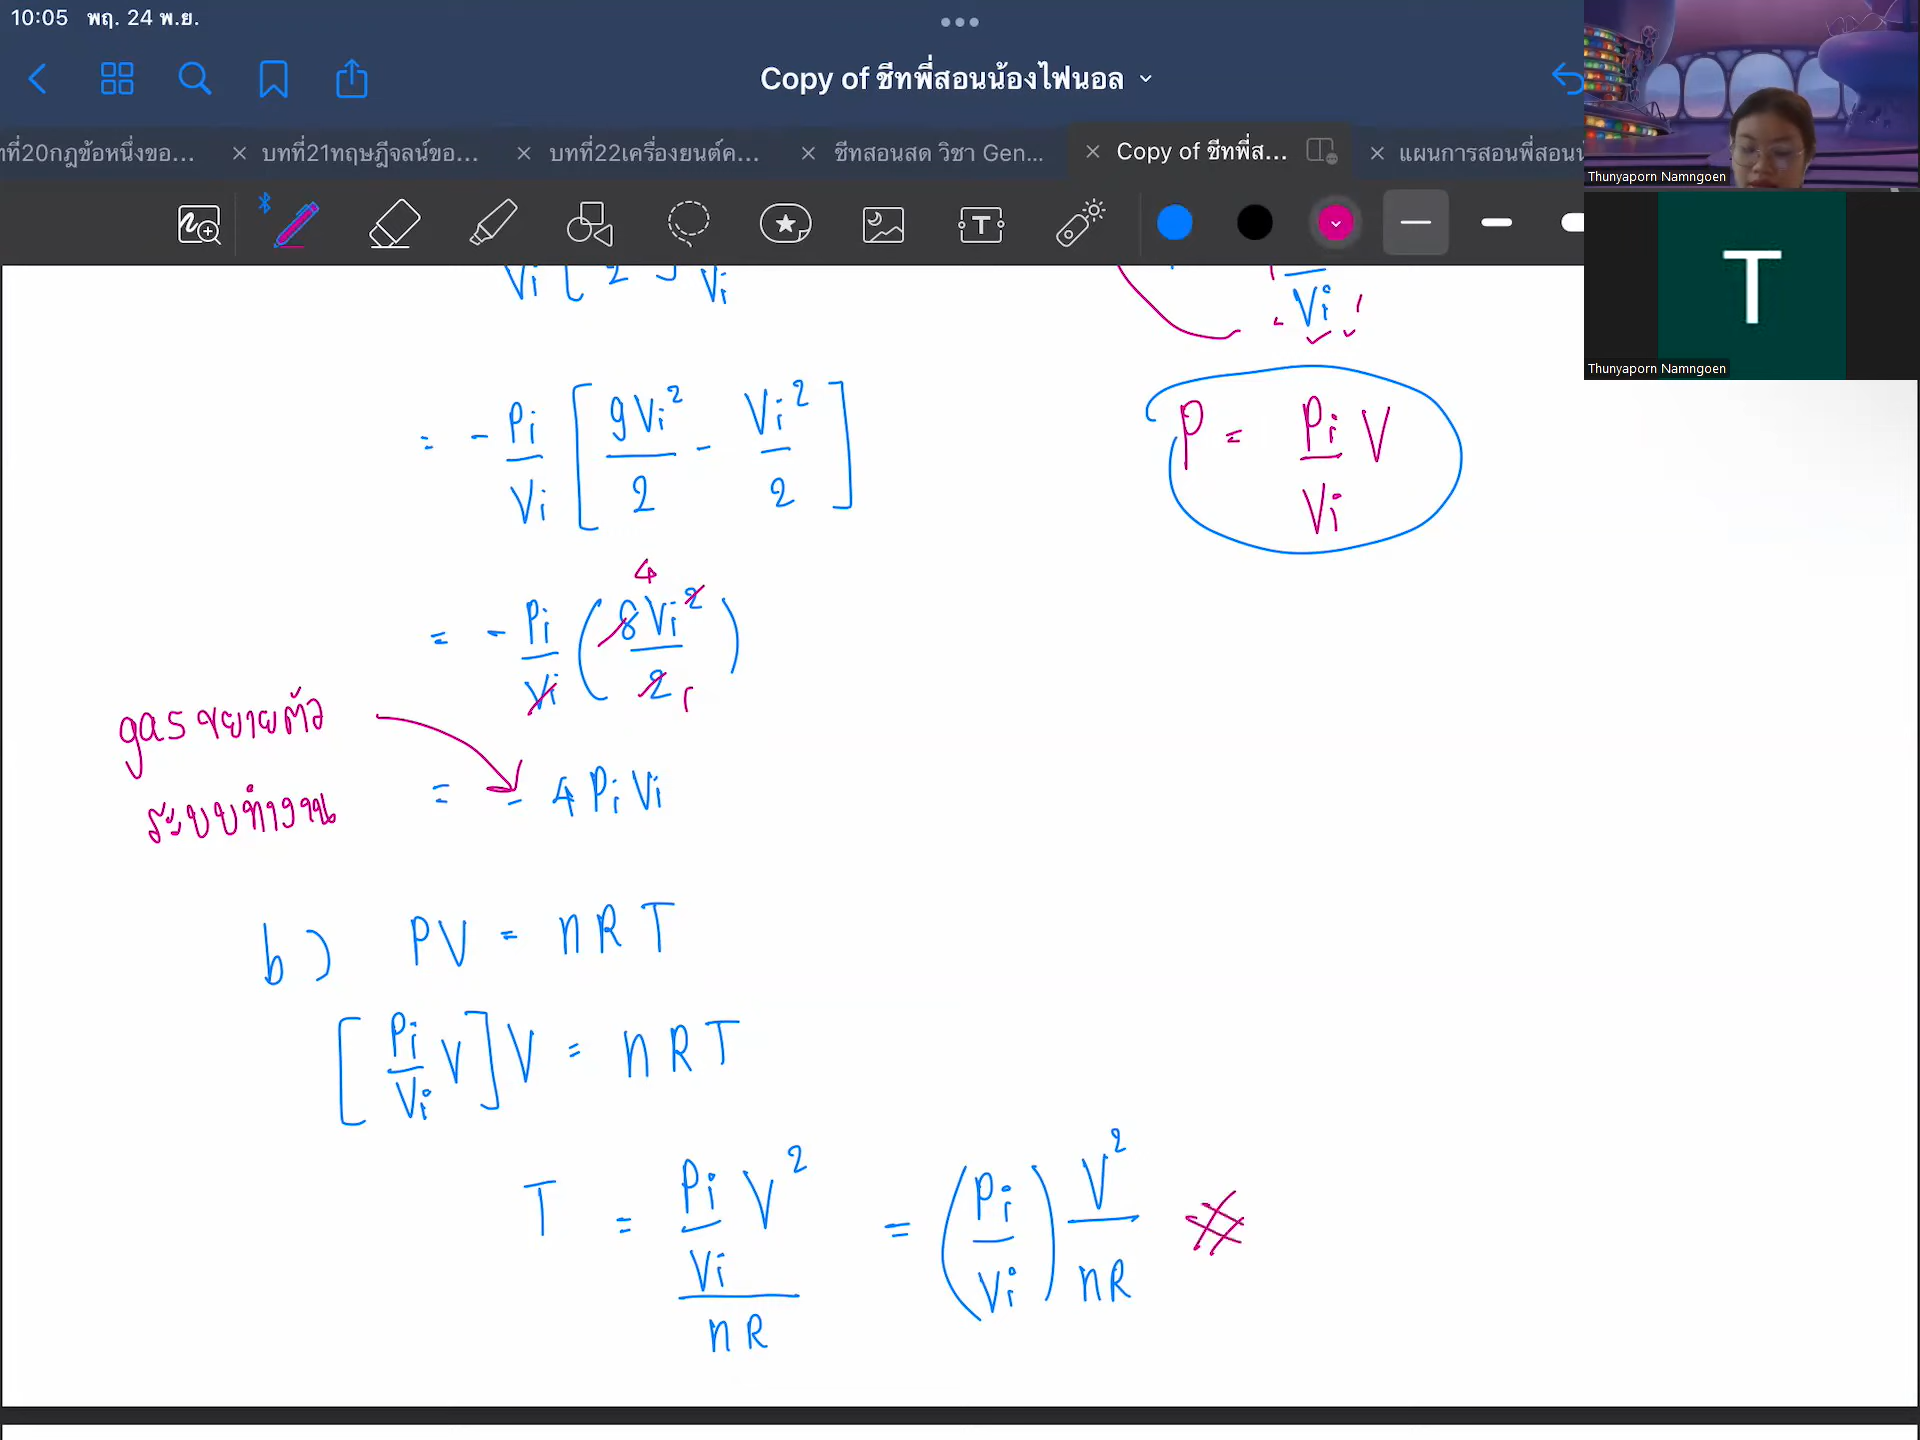 10:05 พฤ. 24 พ.ย.
Copy of ชีทพี่สอนน้องไฟนอล
ที่20กฎข้อหนึ่งขอ... × บทที่21ทฤษฎีจลน์ขอ... × บทที่22เครื่องยนต์ค... × ชีทสอนสด วิชา Gen... × Copy of ชีทพี่ส... × แผนการสอนพี่สอน
Thunyaporn Namngoen
T
Thunyaporn Namngoen
Vi [ 2 ] Vi
Vi
= - Pi/Vi [ 9Vi²/2 - Vi²/2 ]
P = Pi/Vi V
4
= - Pi/Vi ( 8Vi²/2 ) 1
gas ขยายตัว
ระบบทำงาน
= - 4 Pi Vi
b) PV = nRT
[ Pi/Vi V ] V = nRT
T = Pi/Vi V² / nR = ( Pi/Vi ) V²/nR #